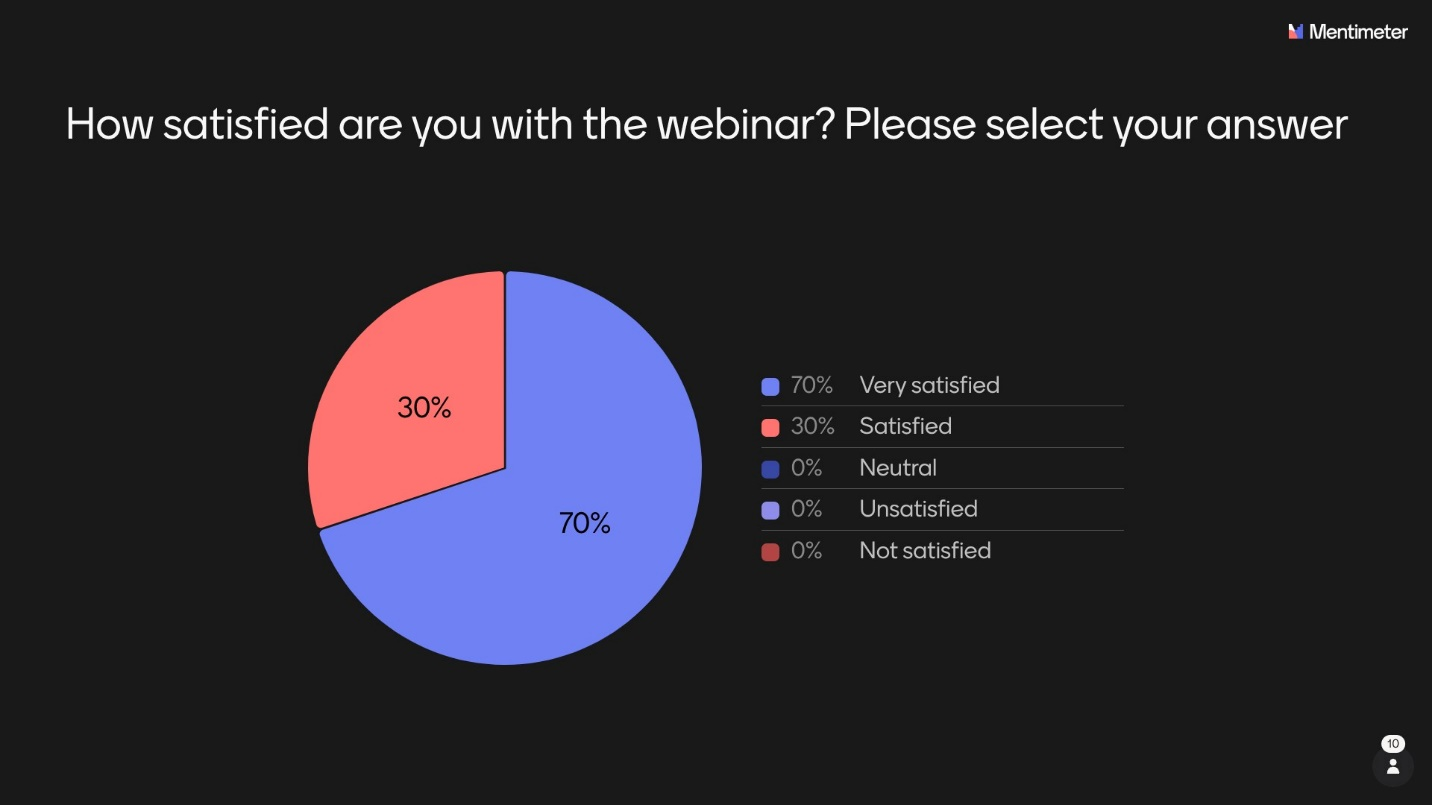 Mentimeter
How satisfied are you with the webinar? Please select your answer
30%
70%
70% Very satisfied
30% Satisfied
0% Neutral
0% Unsatisfied
0% Not satisfied
10